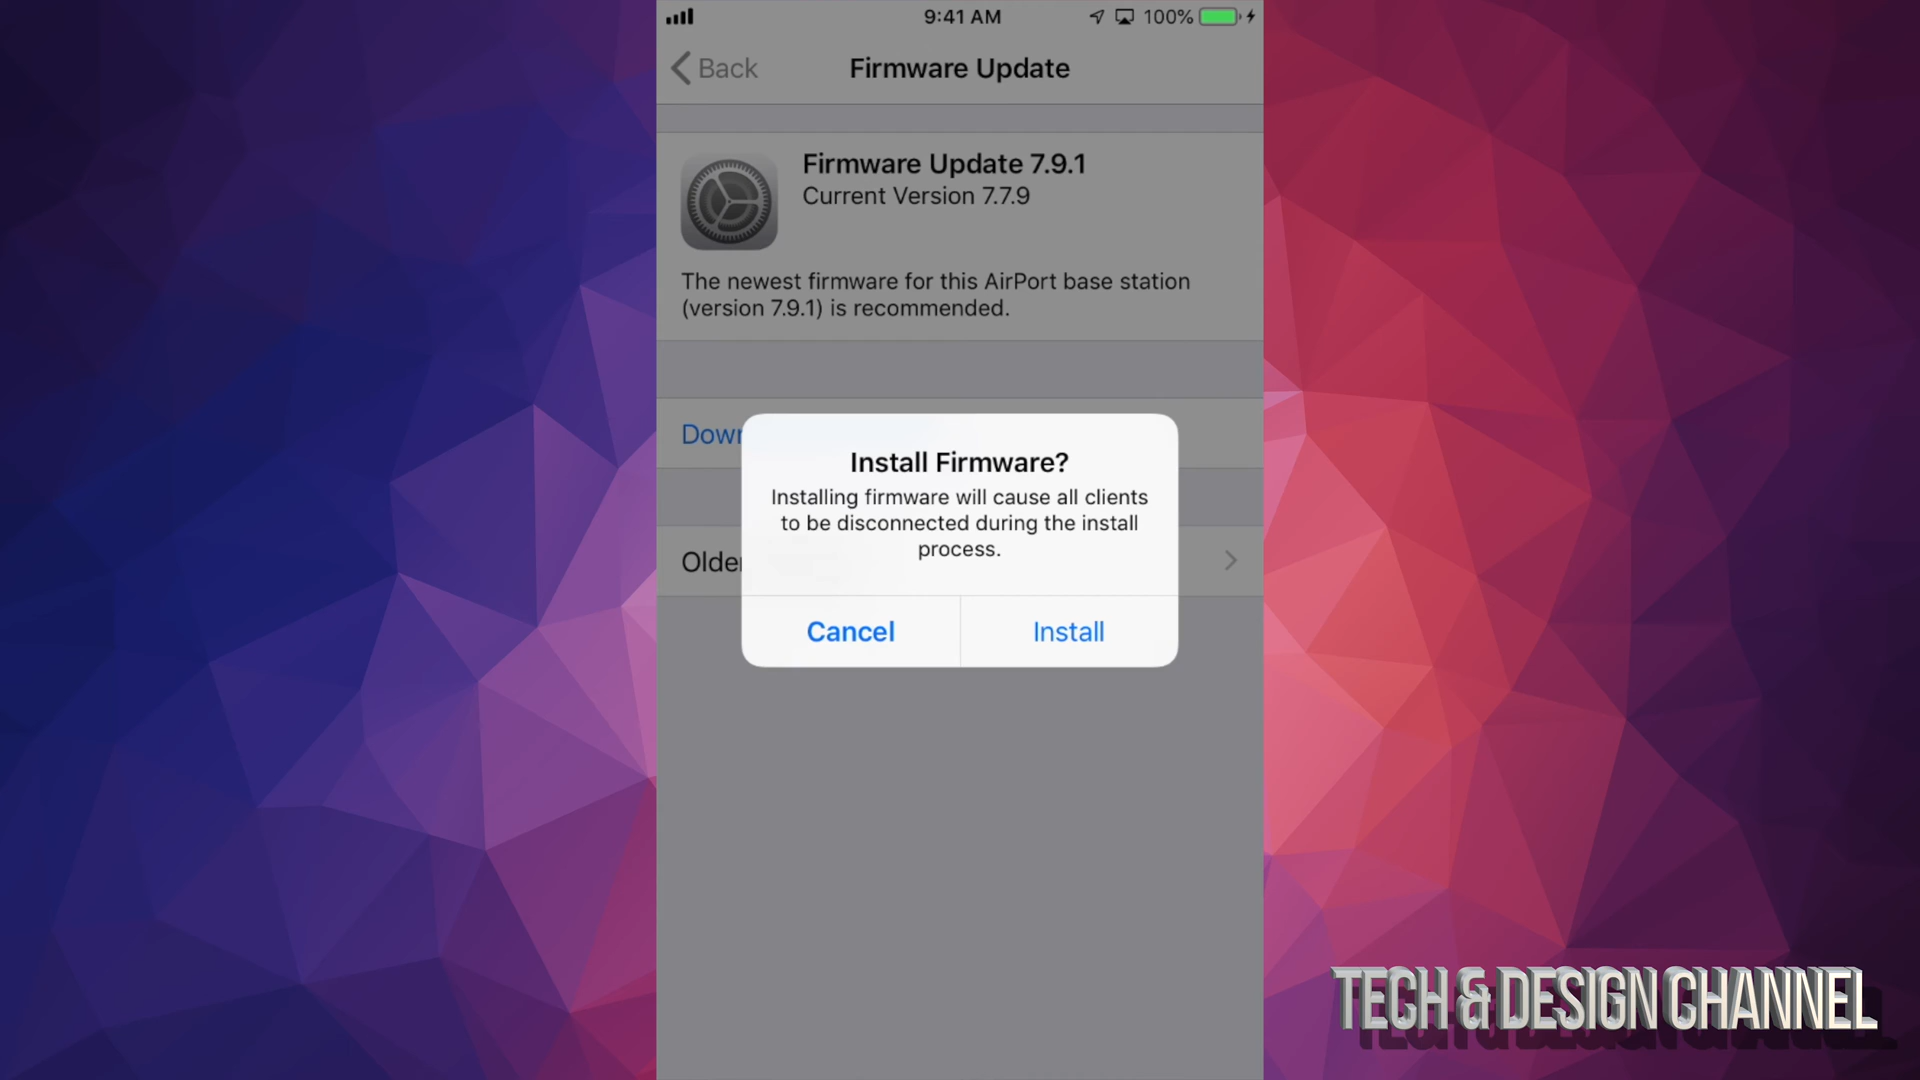 9:41 AM
100%
Back
Firmware Update
Firmware Update 7.9.1
Current Version 7.7.9
The newest firmware for this AirPort base station
(version 7.9.1) is recommended.
Install Firmware?
Installing firmware will cause all clients
to be disconnected during the install
process.
Cancel
Install
TECH & DESIGN CHANNEL